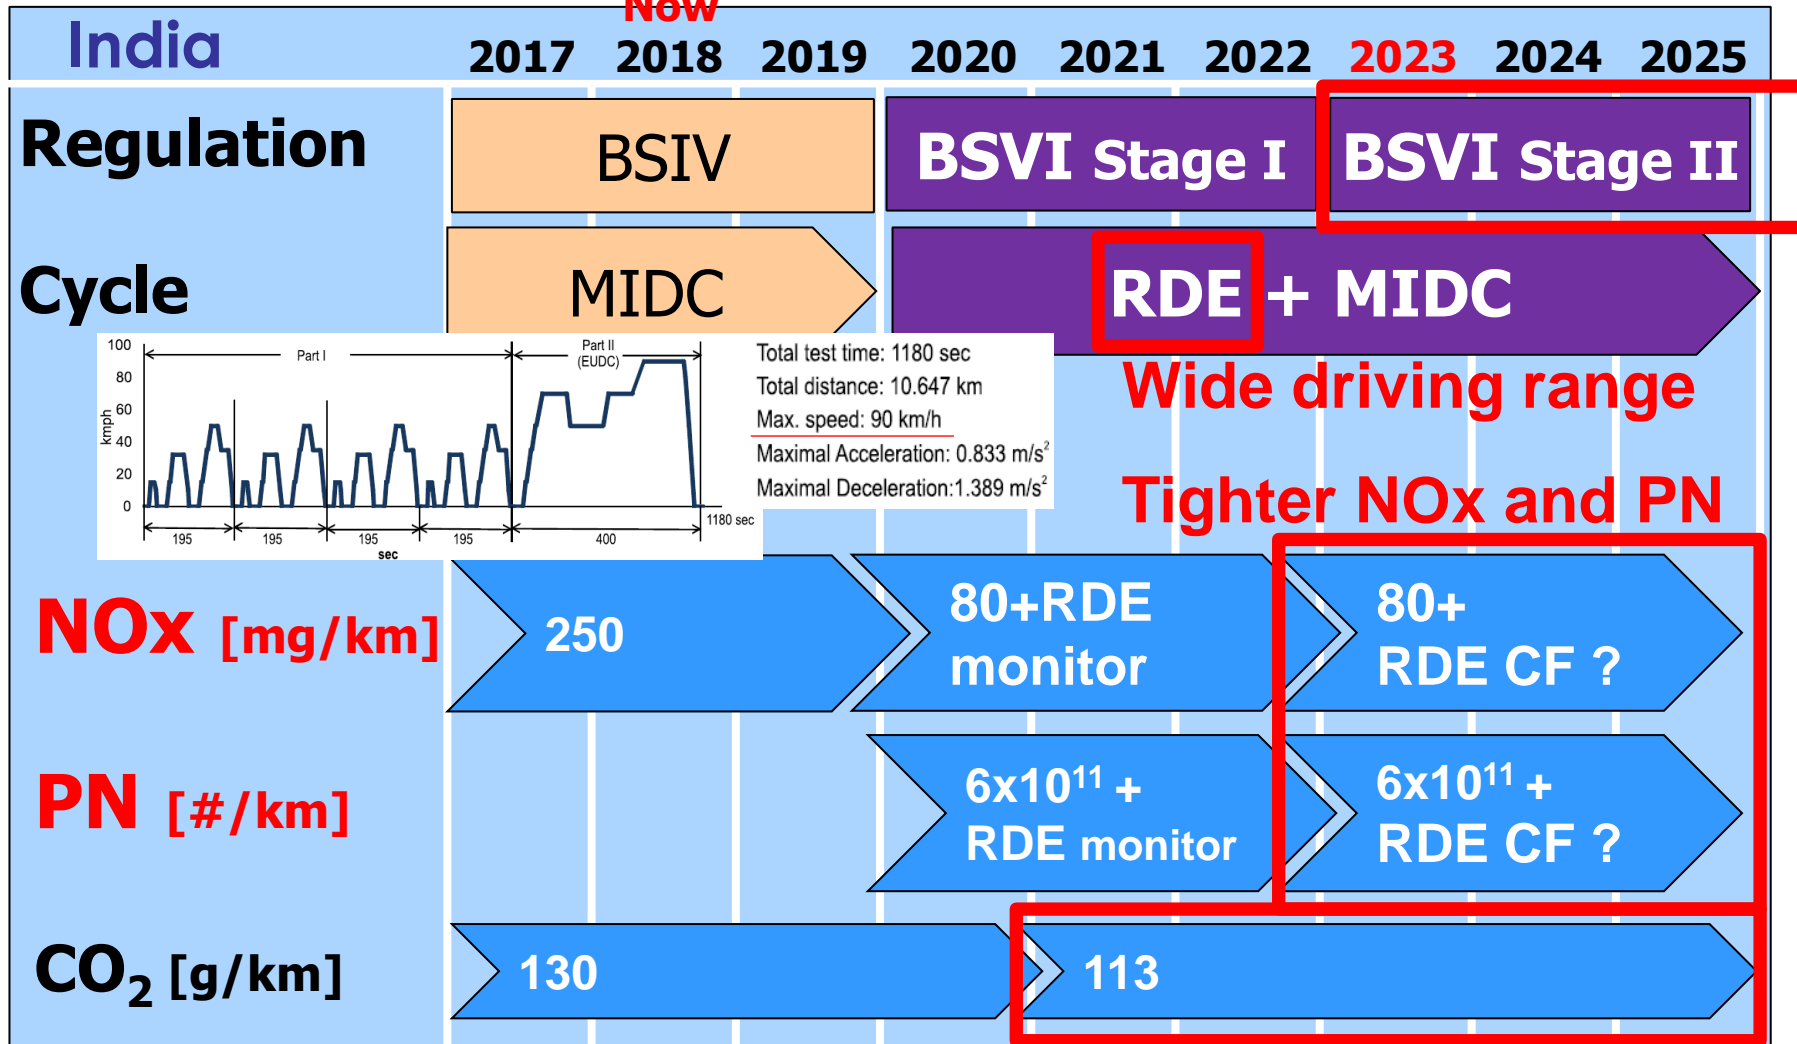 Now
India 2017 2018 2019 2020 2021 2022 2023 2024 2025
Regulation BSIV BSVI Stage I BSVI Stage II
Cycle MIDC RDE + MIDC
Wide driving range
Tighter NOx and PN
100
80
60
40
20
0
kmph
Part I
Part II
(EUDC)
195 195 195 195 400
1180 sec
sec
Total test time: 1180 sec
Total distance: 10.647 km
Max. speed: 90 km/h
Maximal Acceleration: 0.833 m/s²
Maximal Deceleration:1.389 m/s²
NOx [mg/km] 250
80+RDE
monitor
80+
RDE CF ?
PN [#/km]
6x10¹¹ +
RDE monitor
6x10¹¹ +
RDE CF ?
CO₂ [g/km] 130 113